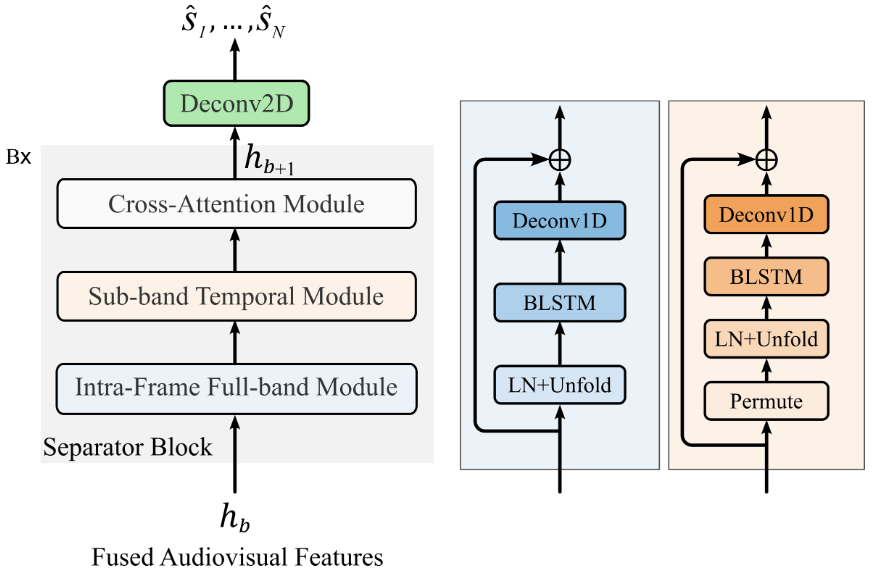 ŝ_I, ..., ŝ_N
Deconv2D
Bx
h_{b+1}
Cross-Attention Module
Sub-band Temporal Module
Intra-Frame Full-band Module
Separator Block
h_b
Fused Audiovisual Features
Deconv1D
BLSTM
LN+Unfold
Deconv1D
BLSTM
LN+Unfold
Permute